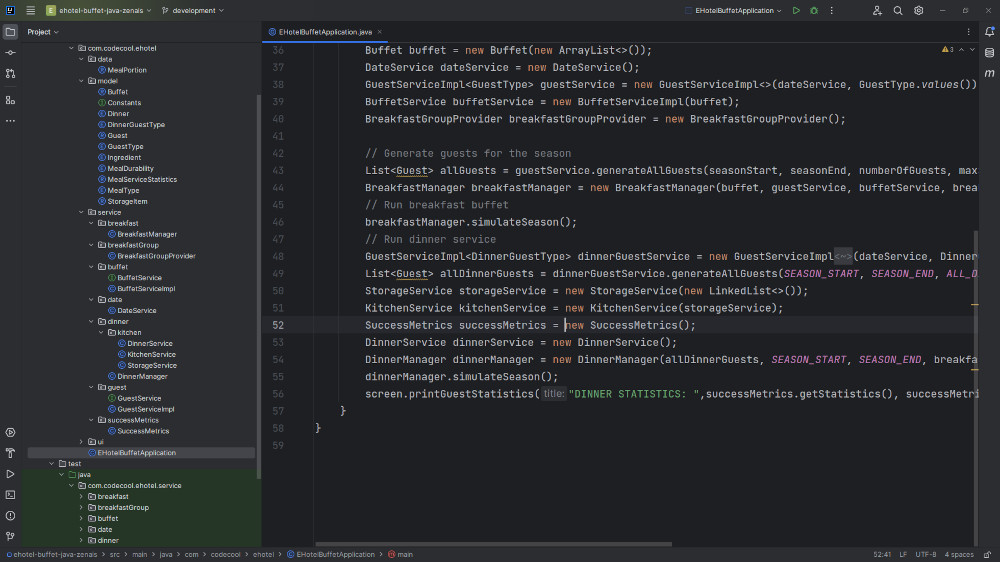 E ehotel-buffet-java-zenais
development
EHotelBuffetApplication
Project
EHotelBuffetApplication.java
com.codecool.ehotel
data
MealPortion
model
Buffet
Constants
Dinner
DinnerGuestType
Guest
GuestType
Ingredient
MealDurability
MealServiceStatistics
MealType
StorageItem
service
breakfast
BreakfastManager
breakfastGroup
BreakfastGroupProvider
buffet
BuffetService
BuffetServiceImpl
date
DateService
dinner
kitchen
DinnerService
KitchenService
StorageService
DinnerManager
guest
GuestService
GuestServiceImpl
successMetrics
SuccessMetrics
ui
EHotelBuffetApplication
test
java
com.codecool.ehotel.service
breakfast
breakfastGroup
buffet
date
dinner
3
36 Buffet buffet = new Buffet(new ArrayList<>());
37 DateService dateService = new DateService();
38 GuestServiceImpl<GuestType> guestService = new GuestServiceImpl<>(dateService, GuestType.values())
39 BuffetService buffetService = new BuffetServiceImpl(buffet);
40 BreakfastGroupProvider breakfastGroupProvider = new BreakfastGroupProvider();
41
42 // Generate guests for the season
43 List<Guest> allGuests = guestService.generateAllGuests(seasonStart, seasonEnd, numberOfGuests, max
44 BreakfastManager breakfastManager = new BreakfastManager(buffet, guestService, buffetService, brea
45 // Run breakfast buffet
46 breakfastManager.simulateSeason();
47 // Run dinner service
48 GuestServiceImpl<DinnerGuestType> dinnerGuestService = new GuestServiceImpl<~>(dateService, Dinner
49 List<Guest> allDinnerGuests = dinnerGuestService.generateAllGuests(SEASON_START, SEASON_END, ALL_D
50 StorageService storageService = new StorageService(new LinkedList<>());
51 KitchenService kitchenService = new KitchenService(storageService);
52 SuccessMetrics successMetrics = new SuccessMetrics();
53 DinnerService dinnerService = new DinnerService();
54 DinnerManager dinnerManager = new DinnerManager(allDinnerGuests, SEASON_START, SEASON_END, breakfa
55 dinnerManager.simulateSeason();
56 screen.printGuestStatistics( title: "DINNER STATISTICS: ",successMetrics.getStatistics(), successMetri
57 }
58 }
59
ehotel-buffet-java-zenais > src > main > java > com > codecool > ehotel > EHotelBuffetApplication > main
52:41 LF UTF-8 4 spaces